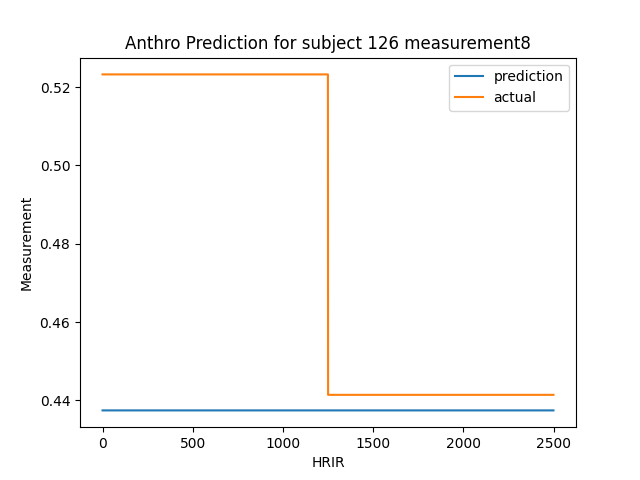 Anthro Prediction for subject 126 measurement8
prediction
actual
Measurement
0.52
0.50
0.48
0.46
0.44
0
500
1000
1500
2000
2500
HRIR